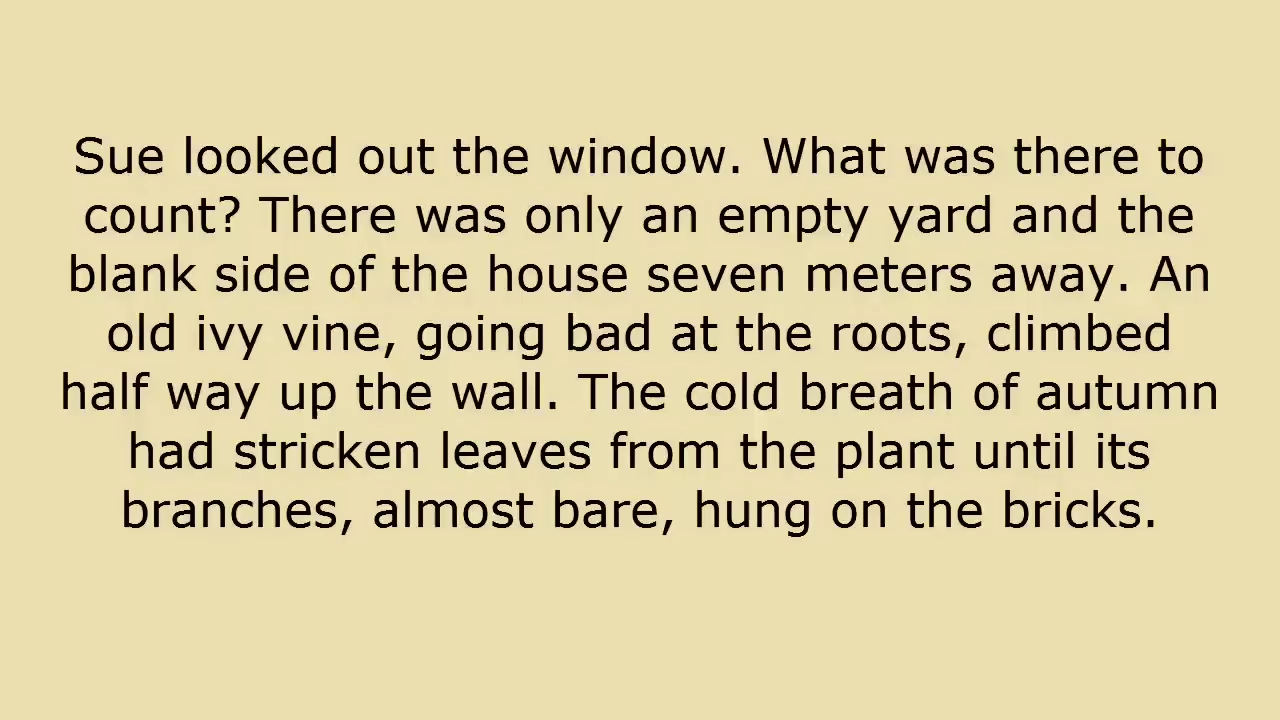 Sue looked out the window. What was there to
count? There was only an empty yard and the
blank side of the house seven meters away. An
old ivy vine, going bad at the roots, climbed
half way up the wall. The cold breath of autumn
had stricken leaves from the plant until its
branches, almost bare, hung on the bricks.